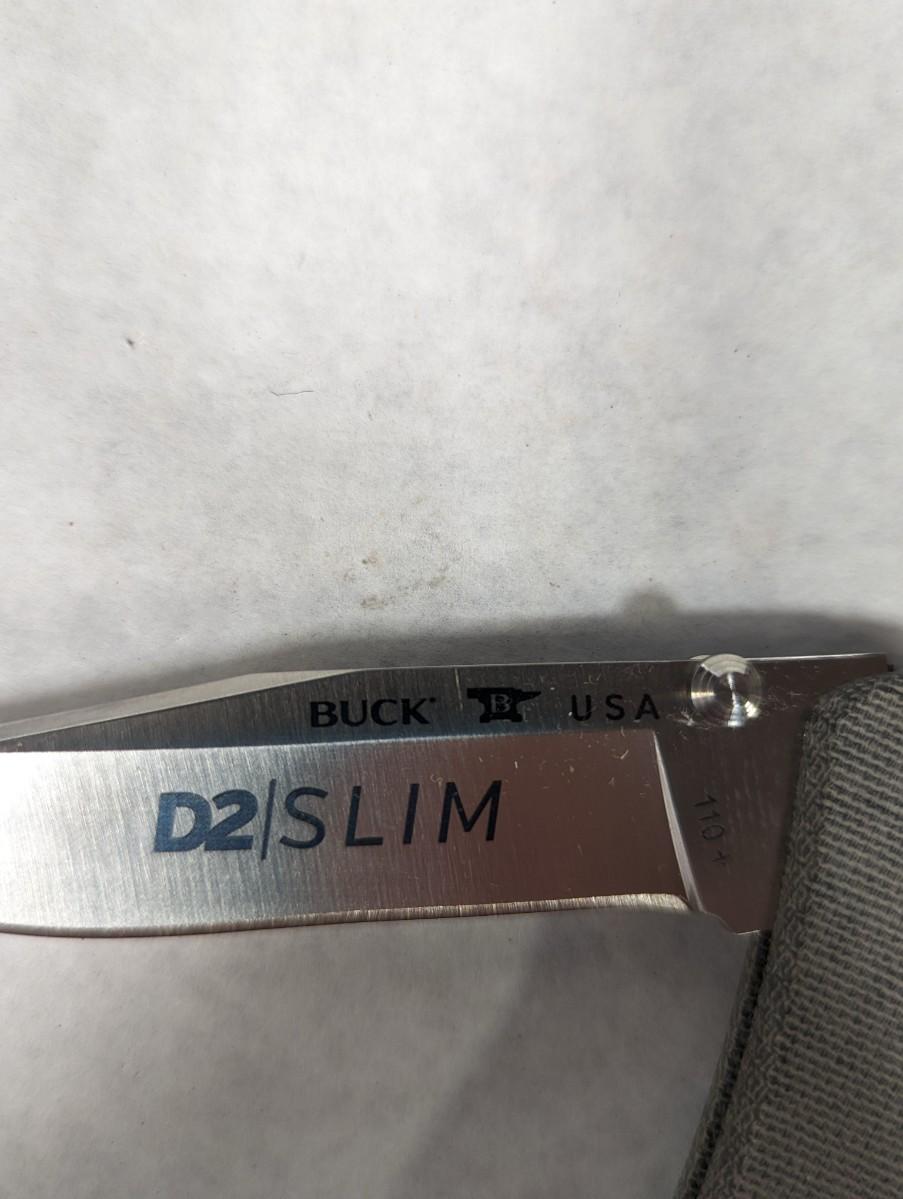 BUCK® B USA
D2|SLIM
110+